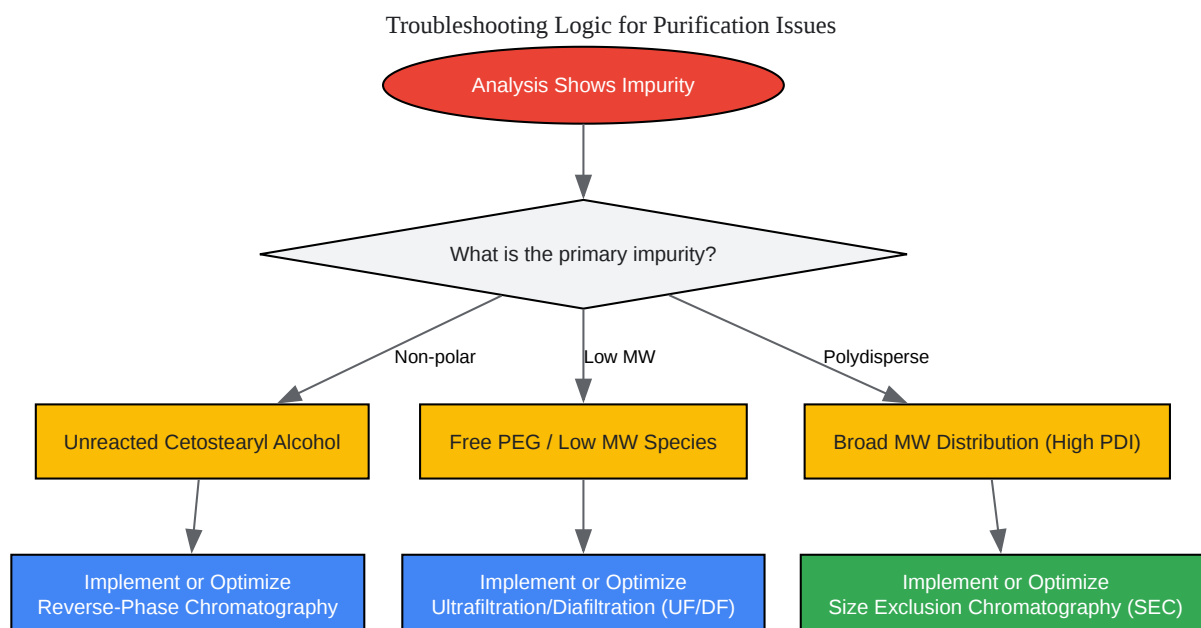 Troubleshooting Logic for Purification Issues
Analysis Shows Impurity
What is the primary impurity?
Non-polar
Low MW
Polydisperse
Unreacted Cetostearyl Alcohol
Free PEG / Low MW Species
Broad MW Distribution (High PDI)
Implement or Optimize
Reverse-Phase Chromatography
Implement or Optimize
Ultrafiltration/Diafiltration (UF/DF)
Implement or Optimize
Size Exclusion Chromatography (SEC)